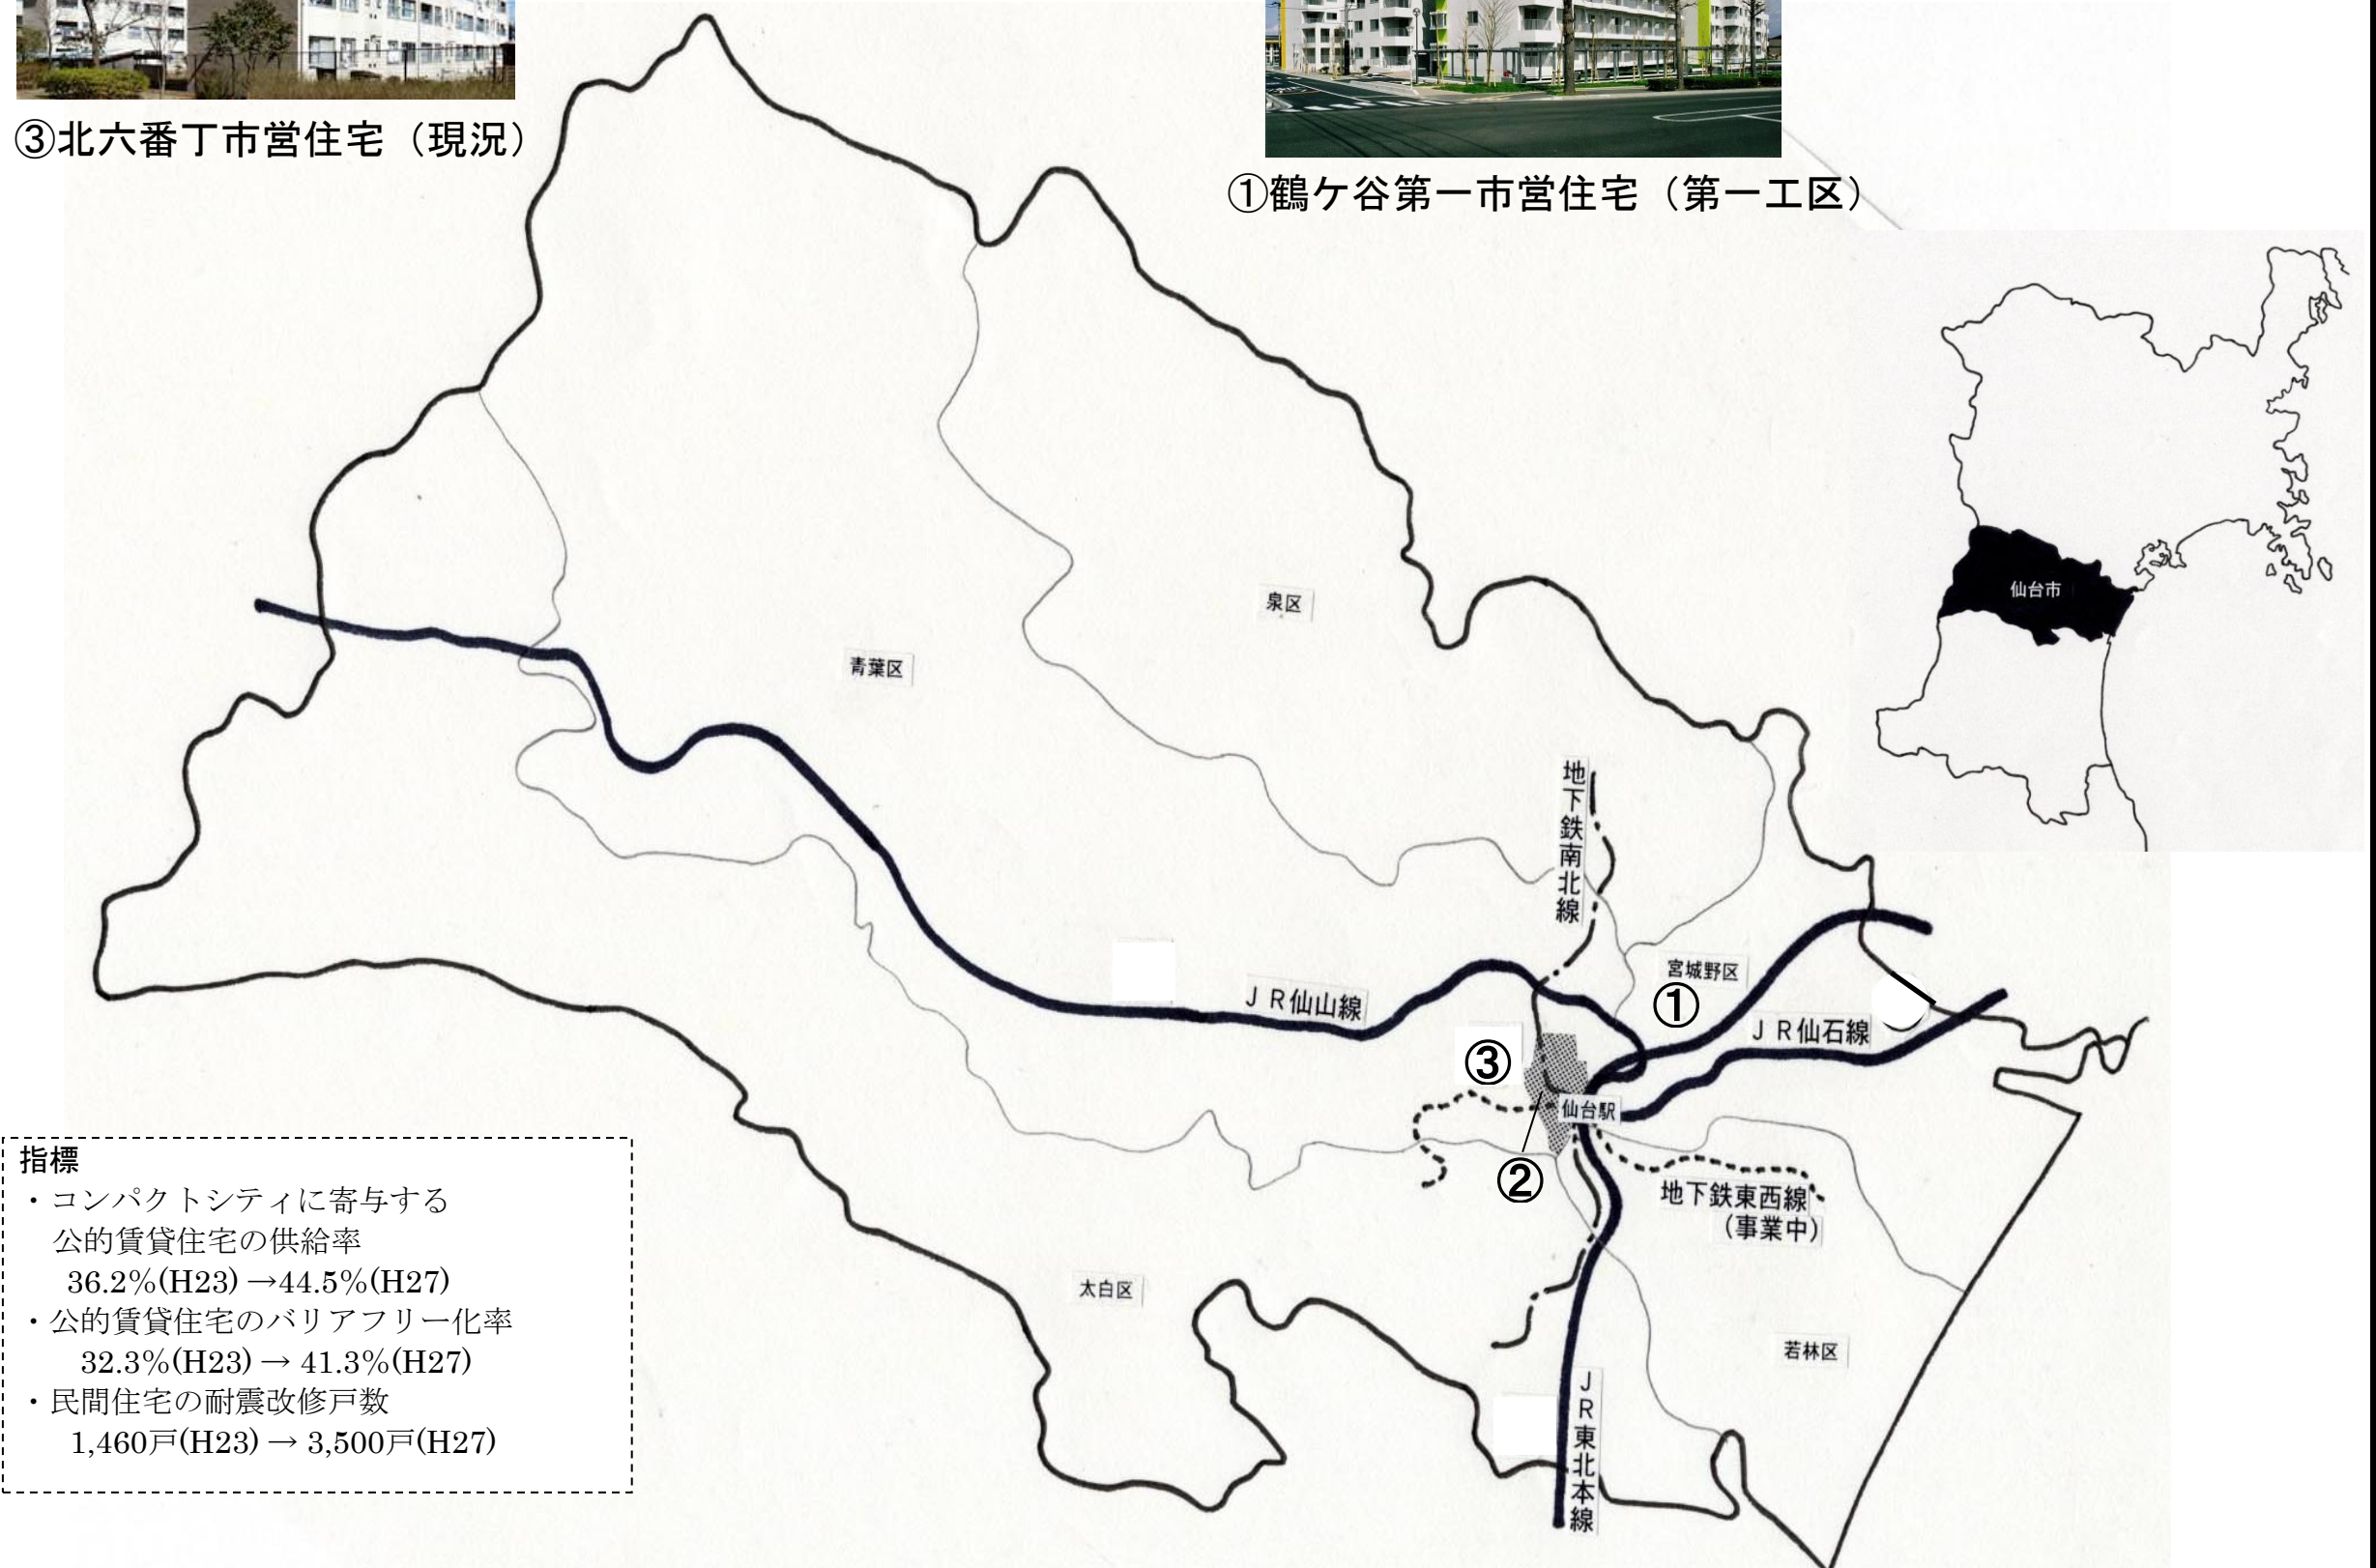 ③北六番丁市営住宅（現況）
①鶴ケ谷第一市営住宅（第一工区）
仙台市
泉区
青葉区
地下鉄南北線
宮城野区
①
ＪＲ仙山線
ＪＲ仙石線
③
仙台駅
②
地下鉄東西線
（事業中）
太白区
若林区
ＪＲ東北本線
指標
・コンパクトシティに寄与する
公的賃貸住宅の供給率
36.2%(H23) →44.5%(H27)
・公的賃貸住宅のバリアフリー化率
32.3%(H23) → 41.3%(H27)
・民間住宅の耐震改修戸数
1,460戸(H23) → 3,500戸(H27)